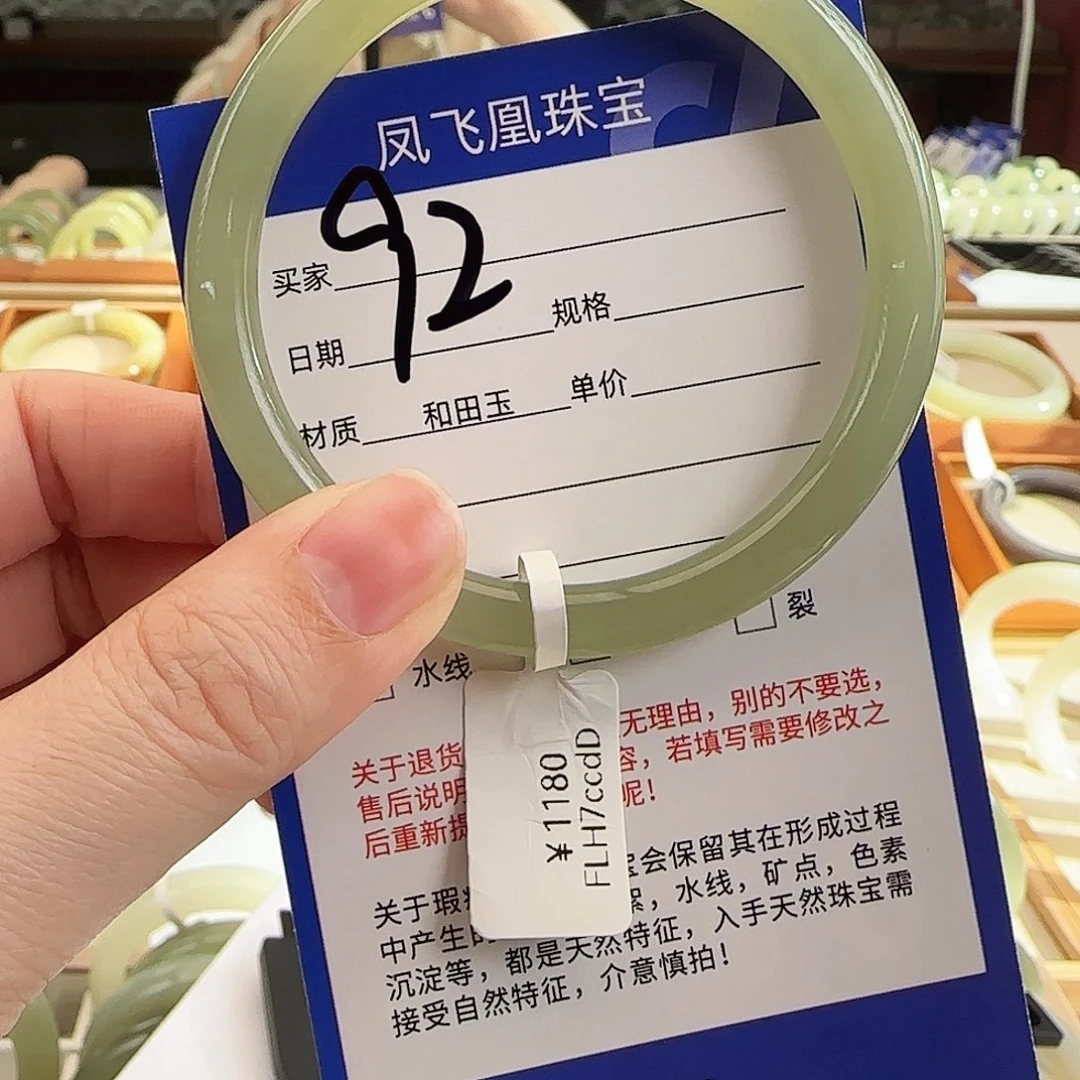 凤飞凰珠宝
92
买家
日期 规格
材质 和田玉 单价
裂
水线
关于退货 无理由，别的不要选，
售后说明 容，若填写需要修改之
后重新提 呢！
¥1180
FLH7ccdD
关于瑕 会保留其在形成过程
中产生的 ，水线，矿点，色素
沉淀等，都是天然特征，入手天然珠宝需
接受自然特征，介意慎拍！